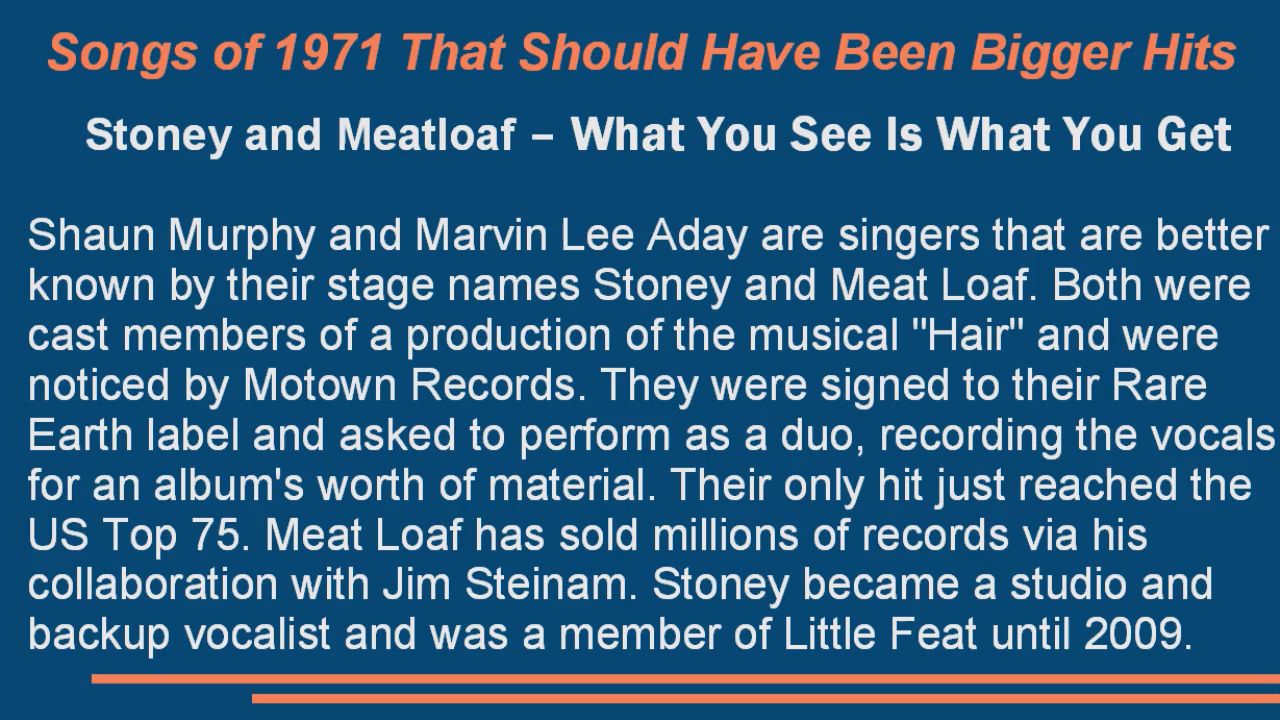 Songs of 1971 That Should Have Been Bigger Hits
Stoney and Meatloaf – What You See Is What You Get
Shaun Murphy and Marvin Lee Aday are singers that are better
known by their stage names Stoney and Meat Loaf. Both were
cast members of a production of the musical "Hair" and were
noticed by Motown Records. They were signed to their Rare
Earth label and asked to perform as a duo, recording the vocals
for an album's worth of material. Their only hit just reached the
US Top 75. Meat Loaf has sold millions of records via his
collaboration with Jim Steinam. Stoney became a studio and
backup vocalist and was a member of Little Feat until 2009.